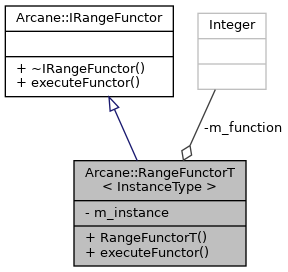 Arcane::IRangeFunctor
+ ~IRangeFunctor()
+ executeFunctor()
Integer
-m_function
Arcane::RangeFunctorT
< InstanceType >
- m_instance
+ RangeFunctorT()
+ executeFunctor()